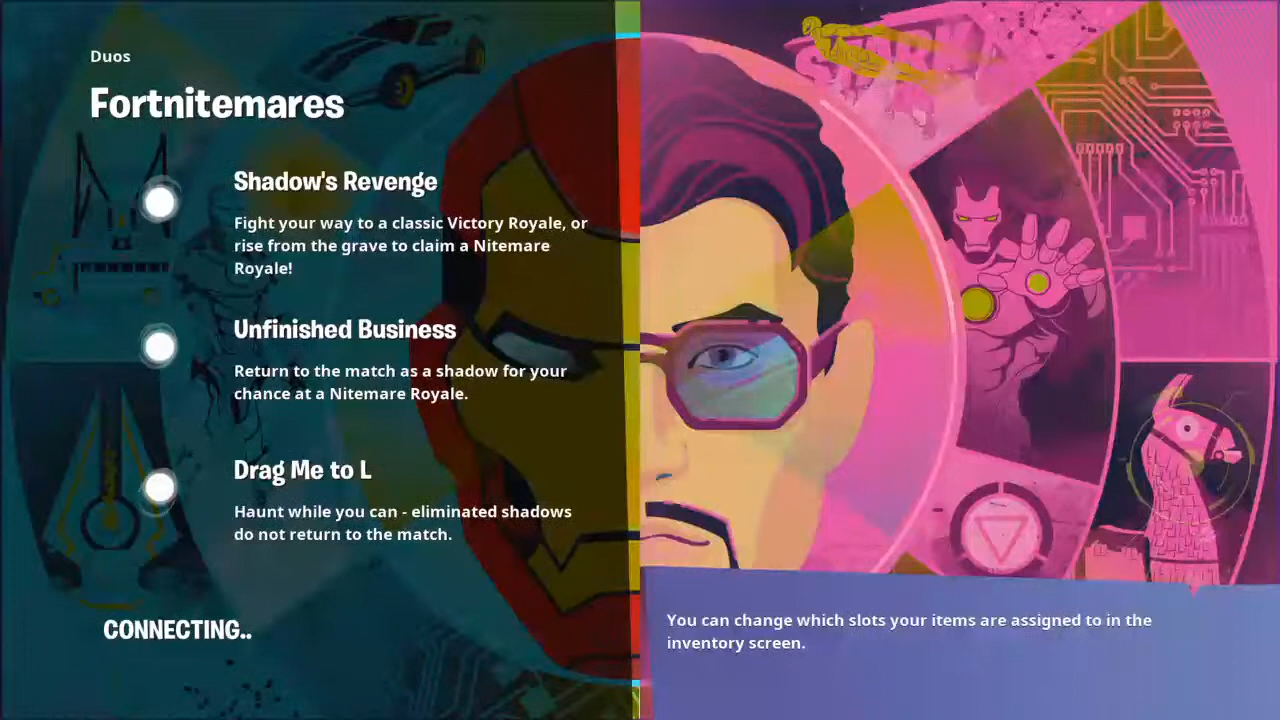 Duos
Fortnitemares
Shadow's Revenge
Fight your way to a classic Victory Royale, or
rise from the grave to claim a Nitemare
Royale!
Unfinished Business
Return to the match as a shadow for your
chance at a Nitemare Royale.
Drag Me to L
Haunt while you can - eliminated shadows
do not return to the match.
CONNECTING..
STARK
You can change which slots your items are assigned to in the
inventory screen.